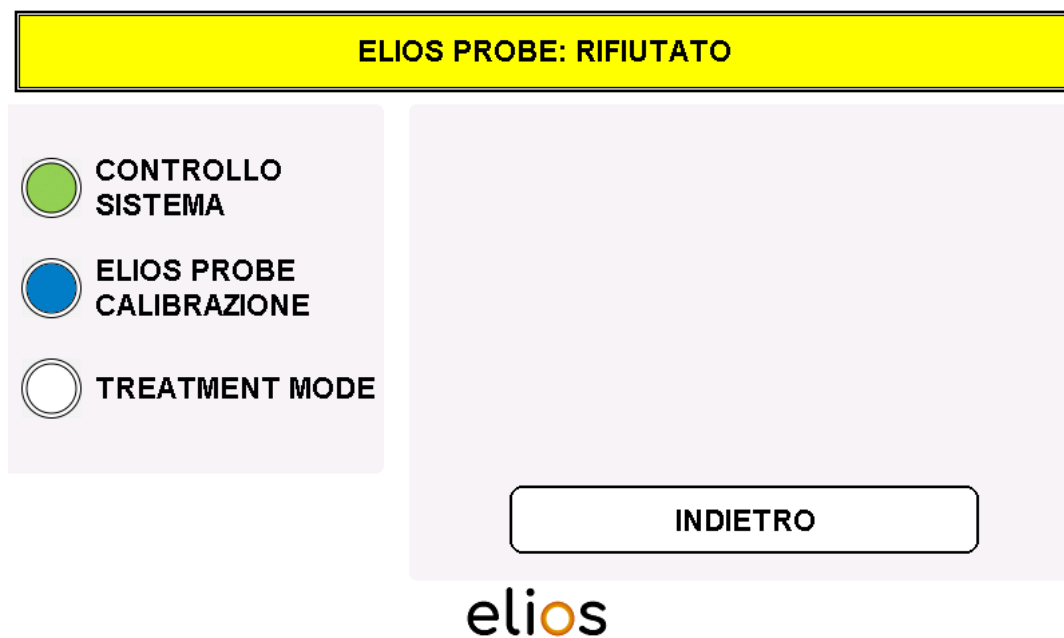 ELIOS PROBE: RIFIUTATO
CONTROLLO
SISTEMA
ELIOS PROBE
CALIBRAZIONE
TREATMENT MODE
INDIETRO
elios